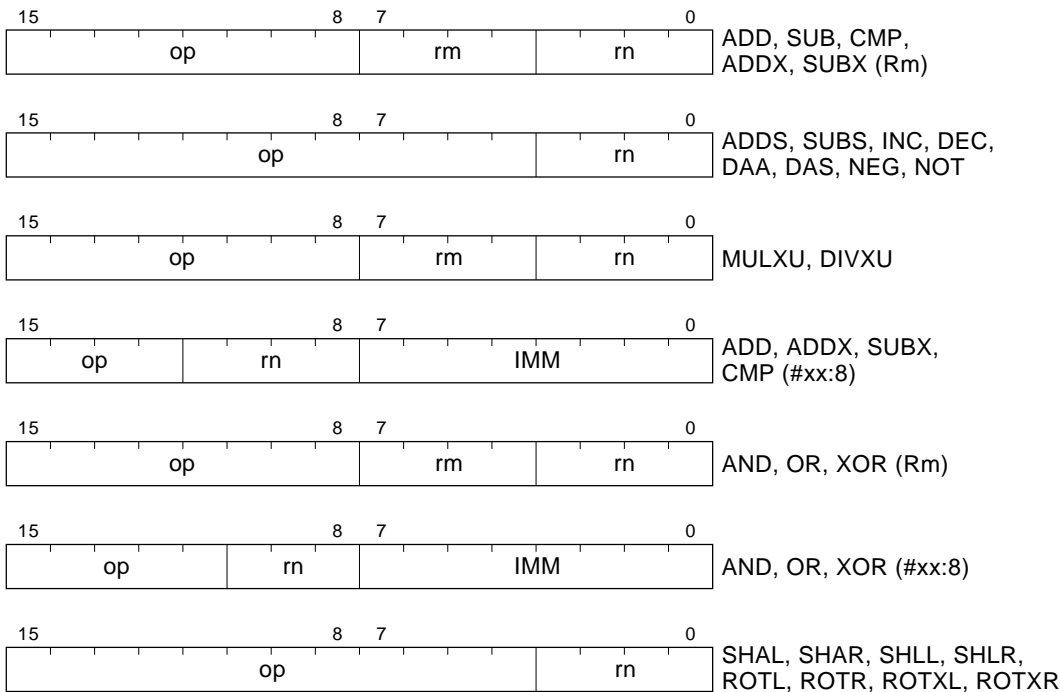 15 8 7 0
op rm rn
ADD, SUB, CMP,
ADDX, SUBX (Rm)
15 8 7 0
op rn
ADDS, SUBS, INC, DEC,
DAA, DAS, NEG, NOT
15 8 7 0
op rm rn
MULXU, DIVXU
15 8 7 0
op rn IMM
ADD, ADDX, SUBX,
CMP (#xx:8)
15 8 7 0
op rm rn
AND, OR, XOR (Rm)
15 8 7 0
op rn IMM
AND, OR, XOR (#xx:8)
15 8 7 0
op rn
SHAL, SHAR, SHLL, SHLR,
ROTL, ROTR, ROTXL, ROTXR